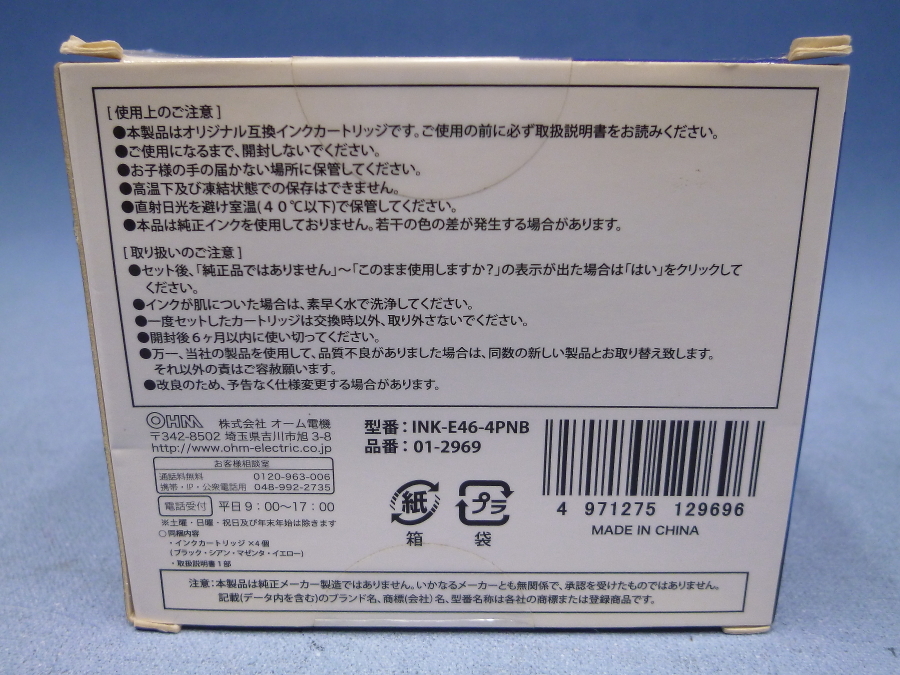 [使用上のご注意]
●本製品はオリジナル互換インクカートリッジです。ご使用の前に必ず取扱説明書をお読みください。
●ご使用になるまで、開封しないでください。
●お子様の手の届かない場所に保管してください。
●高温下及び凍結状態での保存はできません。
●直射日光を避け室温(40℃以下)で保管してください。
●本品は純正インクを使用しておりません。若干の色の差が発生する場合があります。
[取り扱いのご注意]
●セット後、「純正品ではありません」～「このまま使用しますか?」の表示が出た場合は「はい」をクリックして
ください。
●インクが肌についた場合は、素早く水で洗浄してください。
●一度セットしたカートリッジは交換時以外、取り外さないでください。
●開封後6ヶ月以内に使い切ってください。
●万一、当社の製品を使用して、品質不良がありました場合は、同数の新しい製品とお取り替え致します。
それ以外の責はご容赦願います。
●改良のため、予告なく仕様変更する場合があります。
OHM 株式会社 オーム電機
〒342-8502 埼玉県吉川市旭 3-8
http://www.ohm-electric.co.jp
お客様相談室
通話料無料 0120-963-006
携帯・IP・公衆電話用 048-992-2735
電話受付 平日9:00～17:00
※土曜・日曜・祝日及び年末年始は除きます
○同梱内容
・インクカートリッジ×4個
(ブラック・シアン・マゼンタ・イエロー)
・取扱説明書1部
型番:INK-E46-4PNB
品番:01-2969
紙
箱
プラ
袋
4 971275 129696
MADE IN CHINA
注意:本製品は純正メーカー製造ではありません。いかなるメーカーとも無関係で、承認を受けたものではありません。
記載(データ内を含む)のブランド名、商標(会社)名、型番名称は各社の商標または登録商品です。